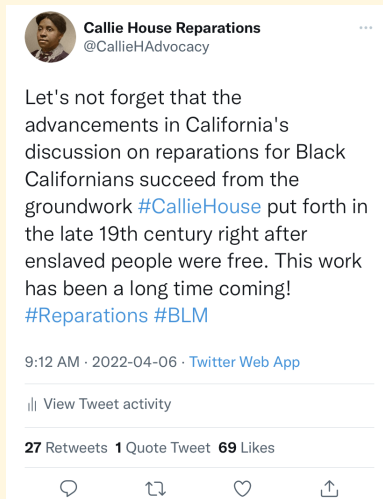 Callie House Reparations
@CallieHAdvocacy
Let's not forget that the
advancements in California's
discussion on reparations for Black
Californians succeed from the
groundwork #CallieHouse put forth in
the late 19th century right after
enslaved people were free. This work
has been a long time coming!
#Reparations #BLM
9:12 AM · 2022-04-06 · Twitter Web App
View Tweet activity
27 Retweets 1 Quote Tweet 69 Likes